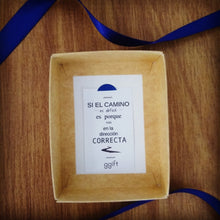 SI EL CAMINO
es difícil
es porque
vas
en la
dirección
CORRECTA
ggift